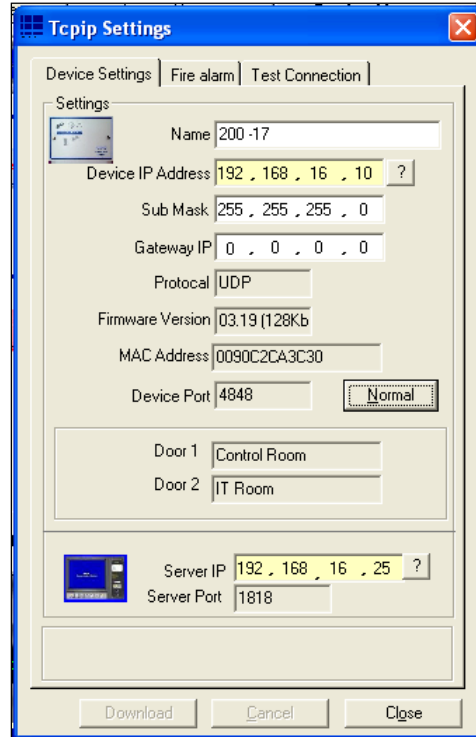 Tcpip Settings
Device Settings Fire alarm Test Connection
Settings
Name 200 -17
Device IP Address 192 . 168 . 16 . 10 ?
Sub Mask 255 . 255 . 255 . 0
Gateway IP 0 . 0 . 0 . 0
Protocal UDP
Firmware Version 03.19 (128Kb
MAC Address 0090C2CA3C30
Device Port 4848 Normal
Door 1 Control Room
Door 2 IT Room
Server IP 192 . 168 . 16 . 25 ?
Server Port 1818
Download Cancel Close